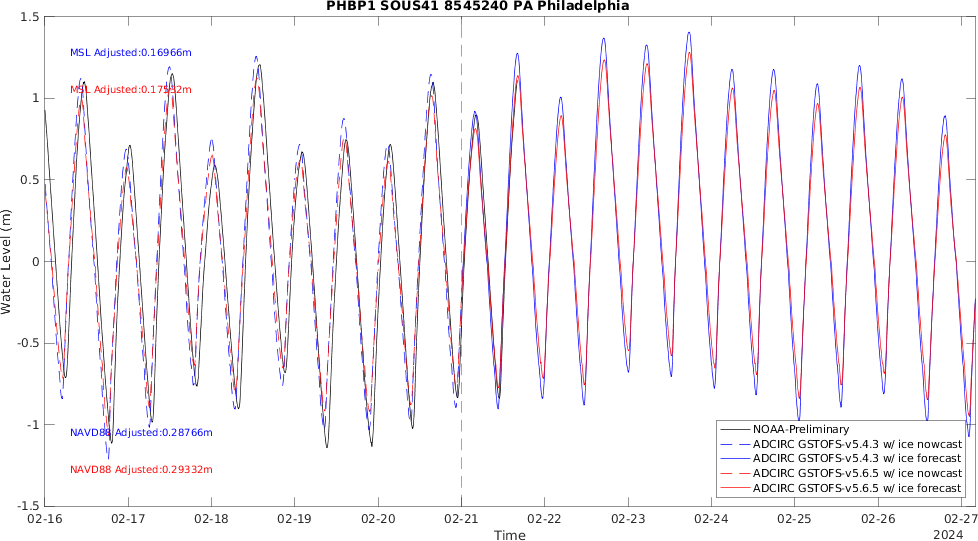 PHBP1 SOUS41 8545240 PA Philadelphia
1.5
1
0.5
0
-0.5
-1
-1.5
Water Level (m)
MSL Adjusted:0.16966m
MSL Adjusted:0.17532m
NAVD88 Adjusted:0.28766m
NAVD88 Adjusted:0.29332m
NOAA-Preliminary
ADCIRC GSTOFS-v5.4.3 w/ ice nowcast
ADCIRC GSTOFS-v5.4.3 w/ ice forecast
ADCIRC GSTOFS-v5.6.5 w/ ice nowcast
ADCIRC GSTOFS-v5.6.5 w/ ice forecast
02-16 02-17 02-18 02-19 02-20 02-21 02-22 02-23 02-24 02-25 02-26 02-27
Time
2024